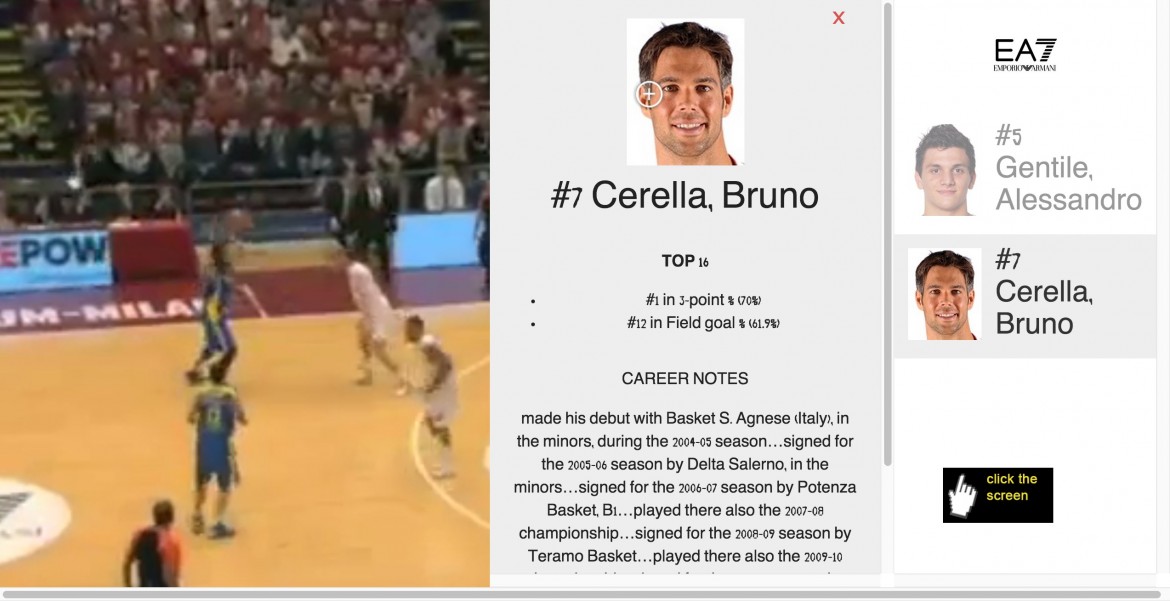 EPOW
UM-MILA
X
#7 Cerella, Bruno
TOP 16
• #1 in 3-point % (70%)
• #12 in Field goal % (61.9%)
CAREER NOTES
made his debut with Basket S. Agnese (Italy), in
the minors, during the 2004-05 season…signed for
the 2005-06 season by Delta Salerno, in the
minors…signed for the 2006-07 season by Potenza
Basket, B1…played there also the 2007-08
championship…signed for the 2008-09 season by
Teramo Basket…played there also the 2009-10
EA7
EMPORIO ARMANI
#5
Gentile,
Alessandro
#7
Cerella,
Bruno
click the
screen